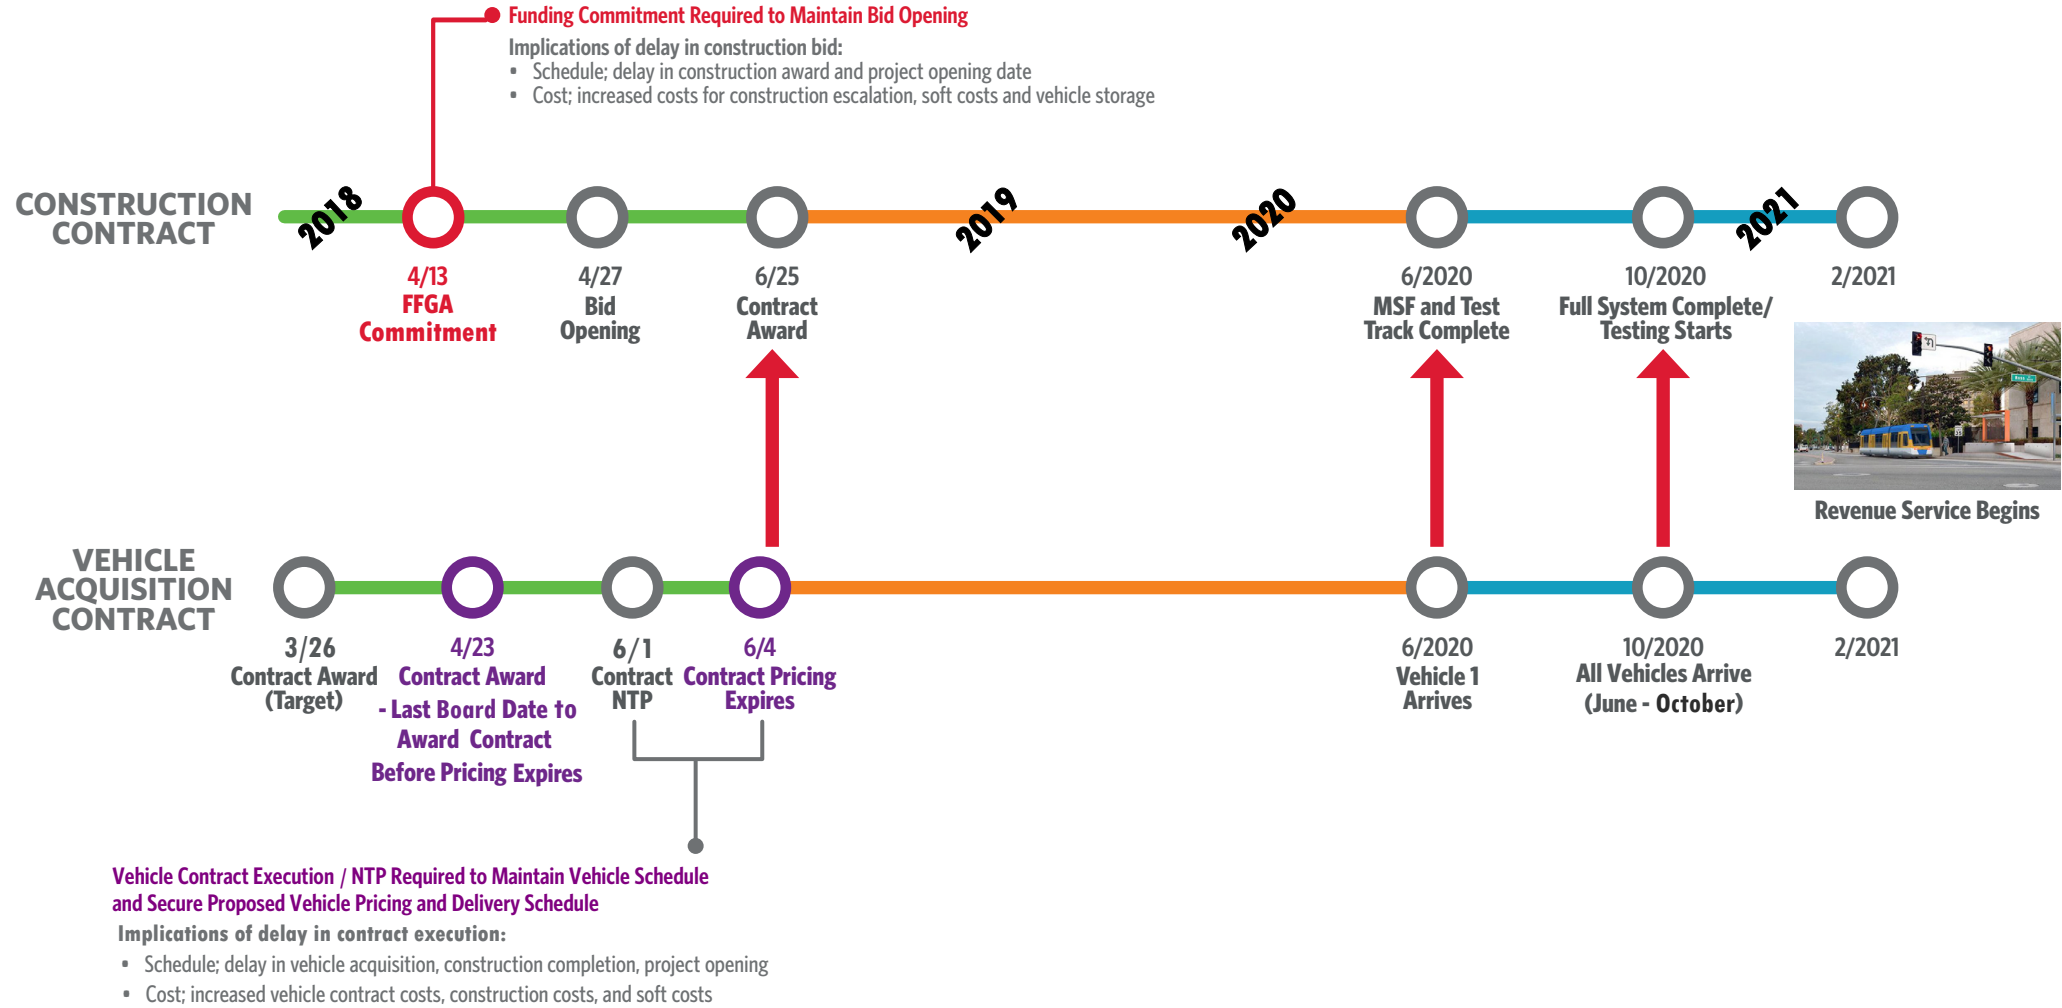 Funding Commitment Required to Maintain Bid Opening
Implications of delay in construction bid:
• Schedule; delay in construction award and project opening date
• Cost; increased costs for construction escalation, soft costs and vehicle storage
CONSTRUCTION
CONTRACT
2018
2019
2020
2021
4/13
FFGA
Commitment
4/27
Bid
Opening
6/25
Contract
Award
6/2020
MSF and Test
Track Complete
10/2020
Full System Complete/
Testing Starts
2/2021
Revenue Service Begins
VEHICLE
ACQUISITION
CONTRACT
3/26
Contract Award
(Target)
4/23
Contract Award
- Last Board Date to
Award Contract
Before Pricing Expires
6/1
Contract
NTP
6/4
Contract Pricing
Expires
6/2020
Vehicle 1
Arrives
10/2020
All Vehicles Arrive
(June - October)
2/2021
Vehicle Contract Execution / NTP Required to Maintain Vehicle Schedule
and Secure Proposed Vehicle Pricing and Delivery Schedule
Implications of delay in contract execution:
• Schedule; delay in vehicle acquisition, construction completion, project opening
• Cost; increased vehicle contract costs, construction costs, and soft costs